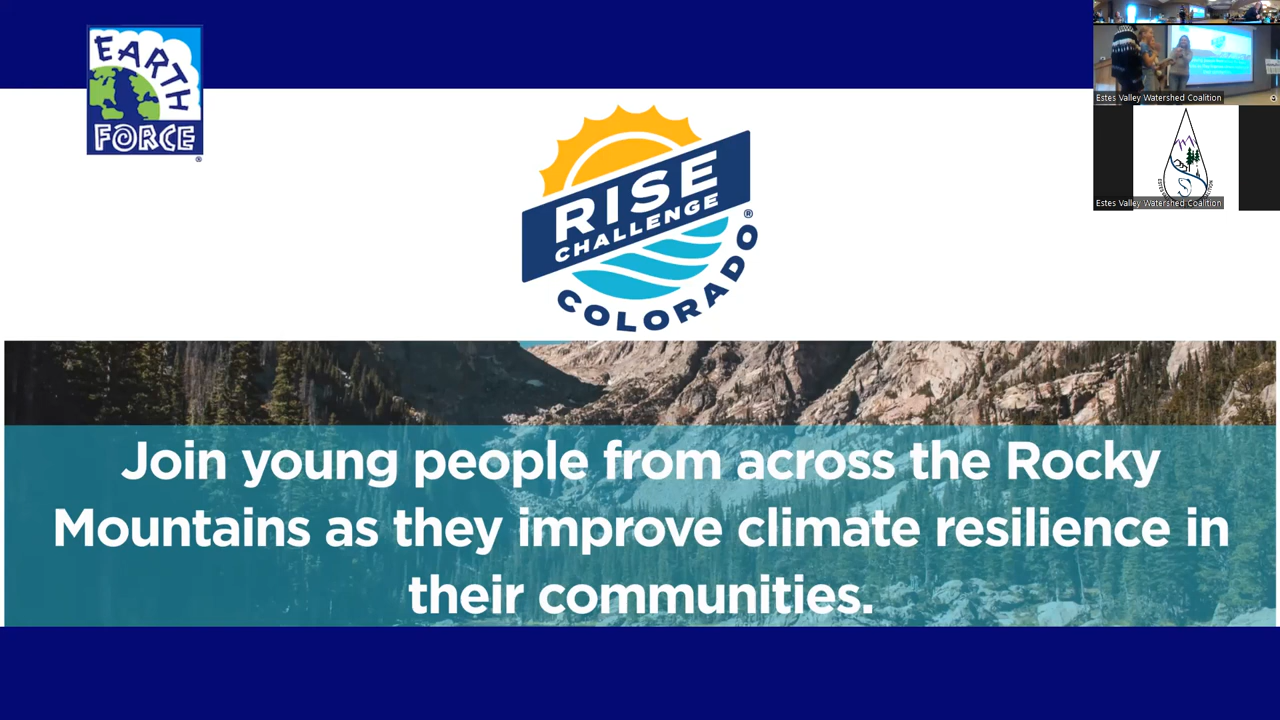 EARTH
FORCE
®
RISE
CHALLENGE
COLORADO®
Join young people from across the Rocky
Mountains as they improve climate resilience in
their communities.
Estes Valley Watershed Coalition
Estes Valley Watershed Coalition